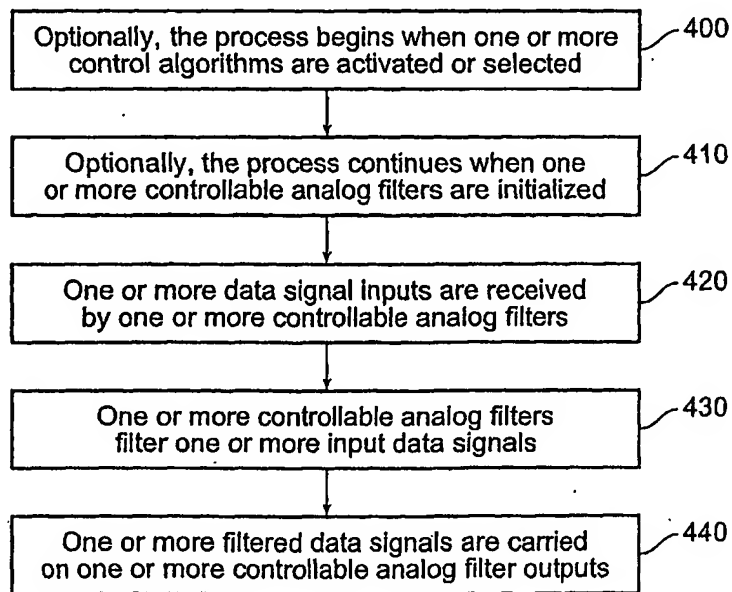 Optionally, the process begins when one or more
control algorithms are activated or selected
400
Optionally, the process continues when one
or more controllable analog filters are initialized
410
One or more data signal inputs are received
by one or more controllable analog filters
420
One or more controllable analog filters
filter one or more input data signals
430
One or more filtered data signals are carried
on one or more controllable analog filter outputs
440